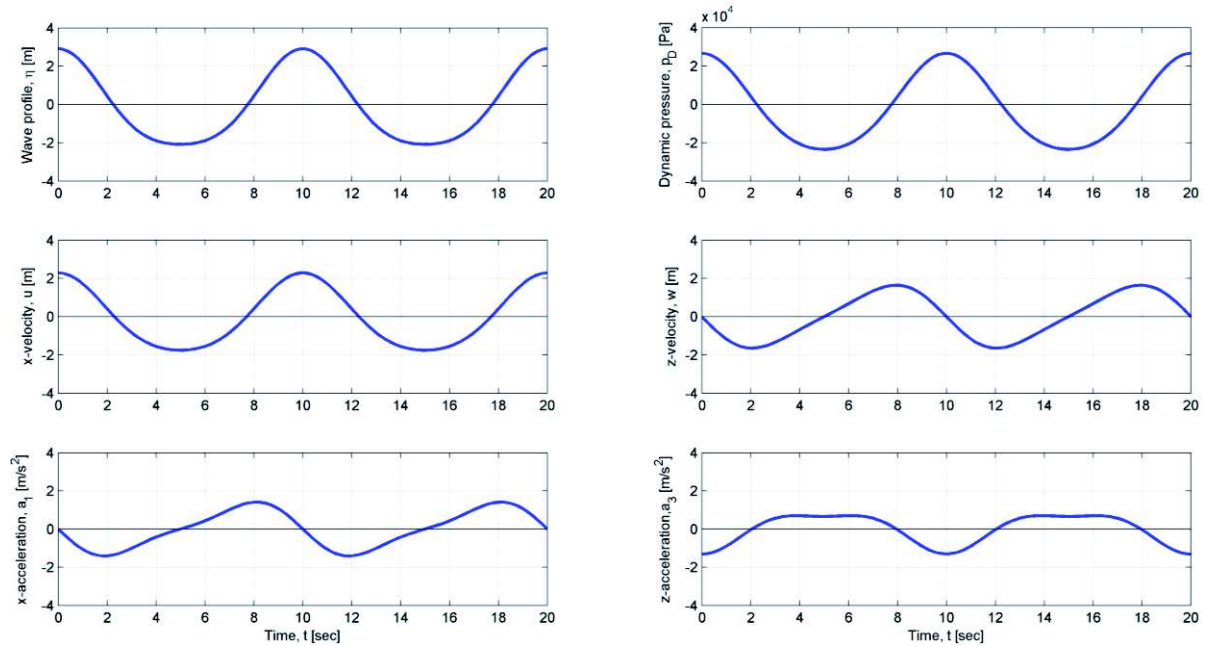 Wave profile, η [m]
4
2
0
-2
-4
0 2 4 6 8 10 12 14 16 18 20
x 10^4
Dynamic pressure, p_D [Pa]
4
2
0
-2
-4
0 2 4 6 8 10 12 14 16 18 20
x-velocity, u [m]
4
2
0
-2
-4
0 2 4 6 8 10 12 14 16 18 20
z-velocity, w [m]
4
2
0
-2
-4
0 2 4 6 8 10 12 14 16 18 20
x-acceleration, a_1 [m/s^2]
4
2
0
-2
-4
0 2 4 6 8 10 12 14 16 18 20
Time, t [sec]
z-acceleration,a_3 [m/s^2]
4
2
0
-2
-4
0 2 4 6 8 10 12 14 16 18 20
Time, t [sec]